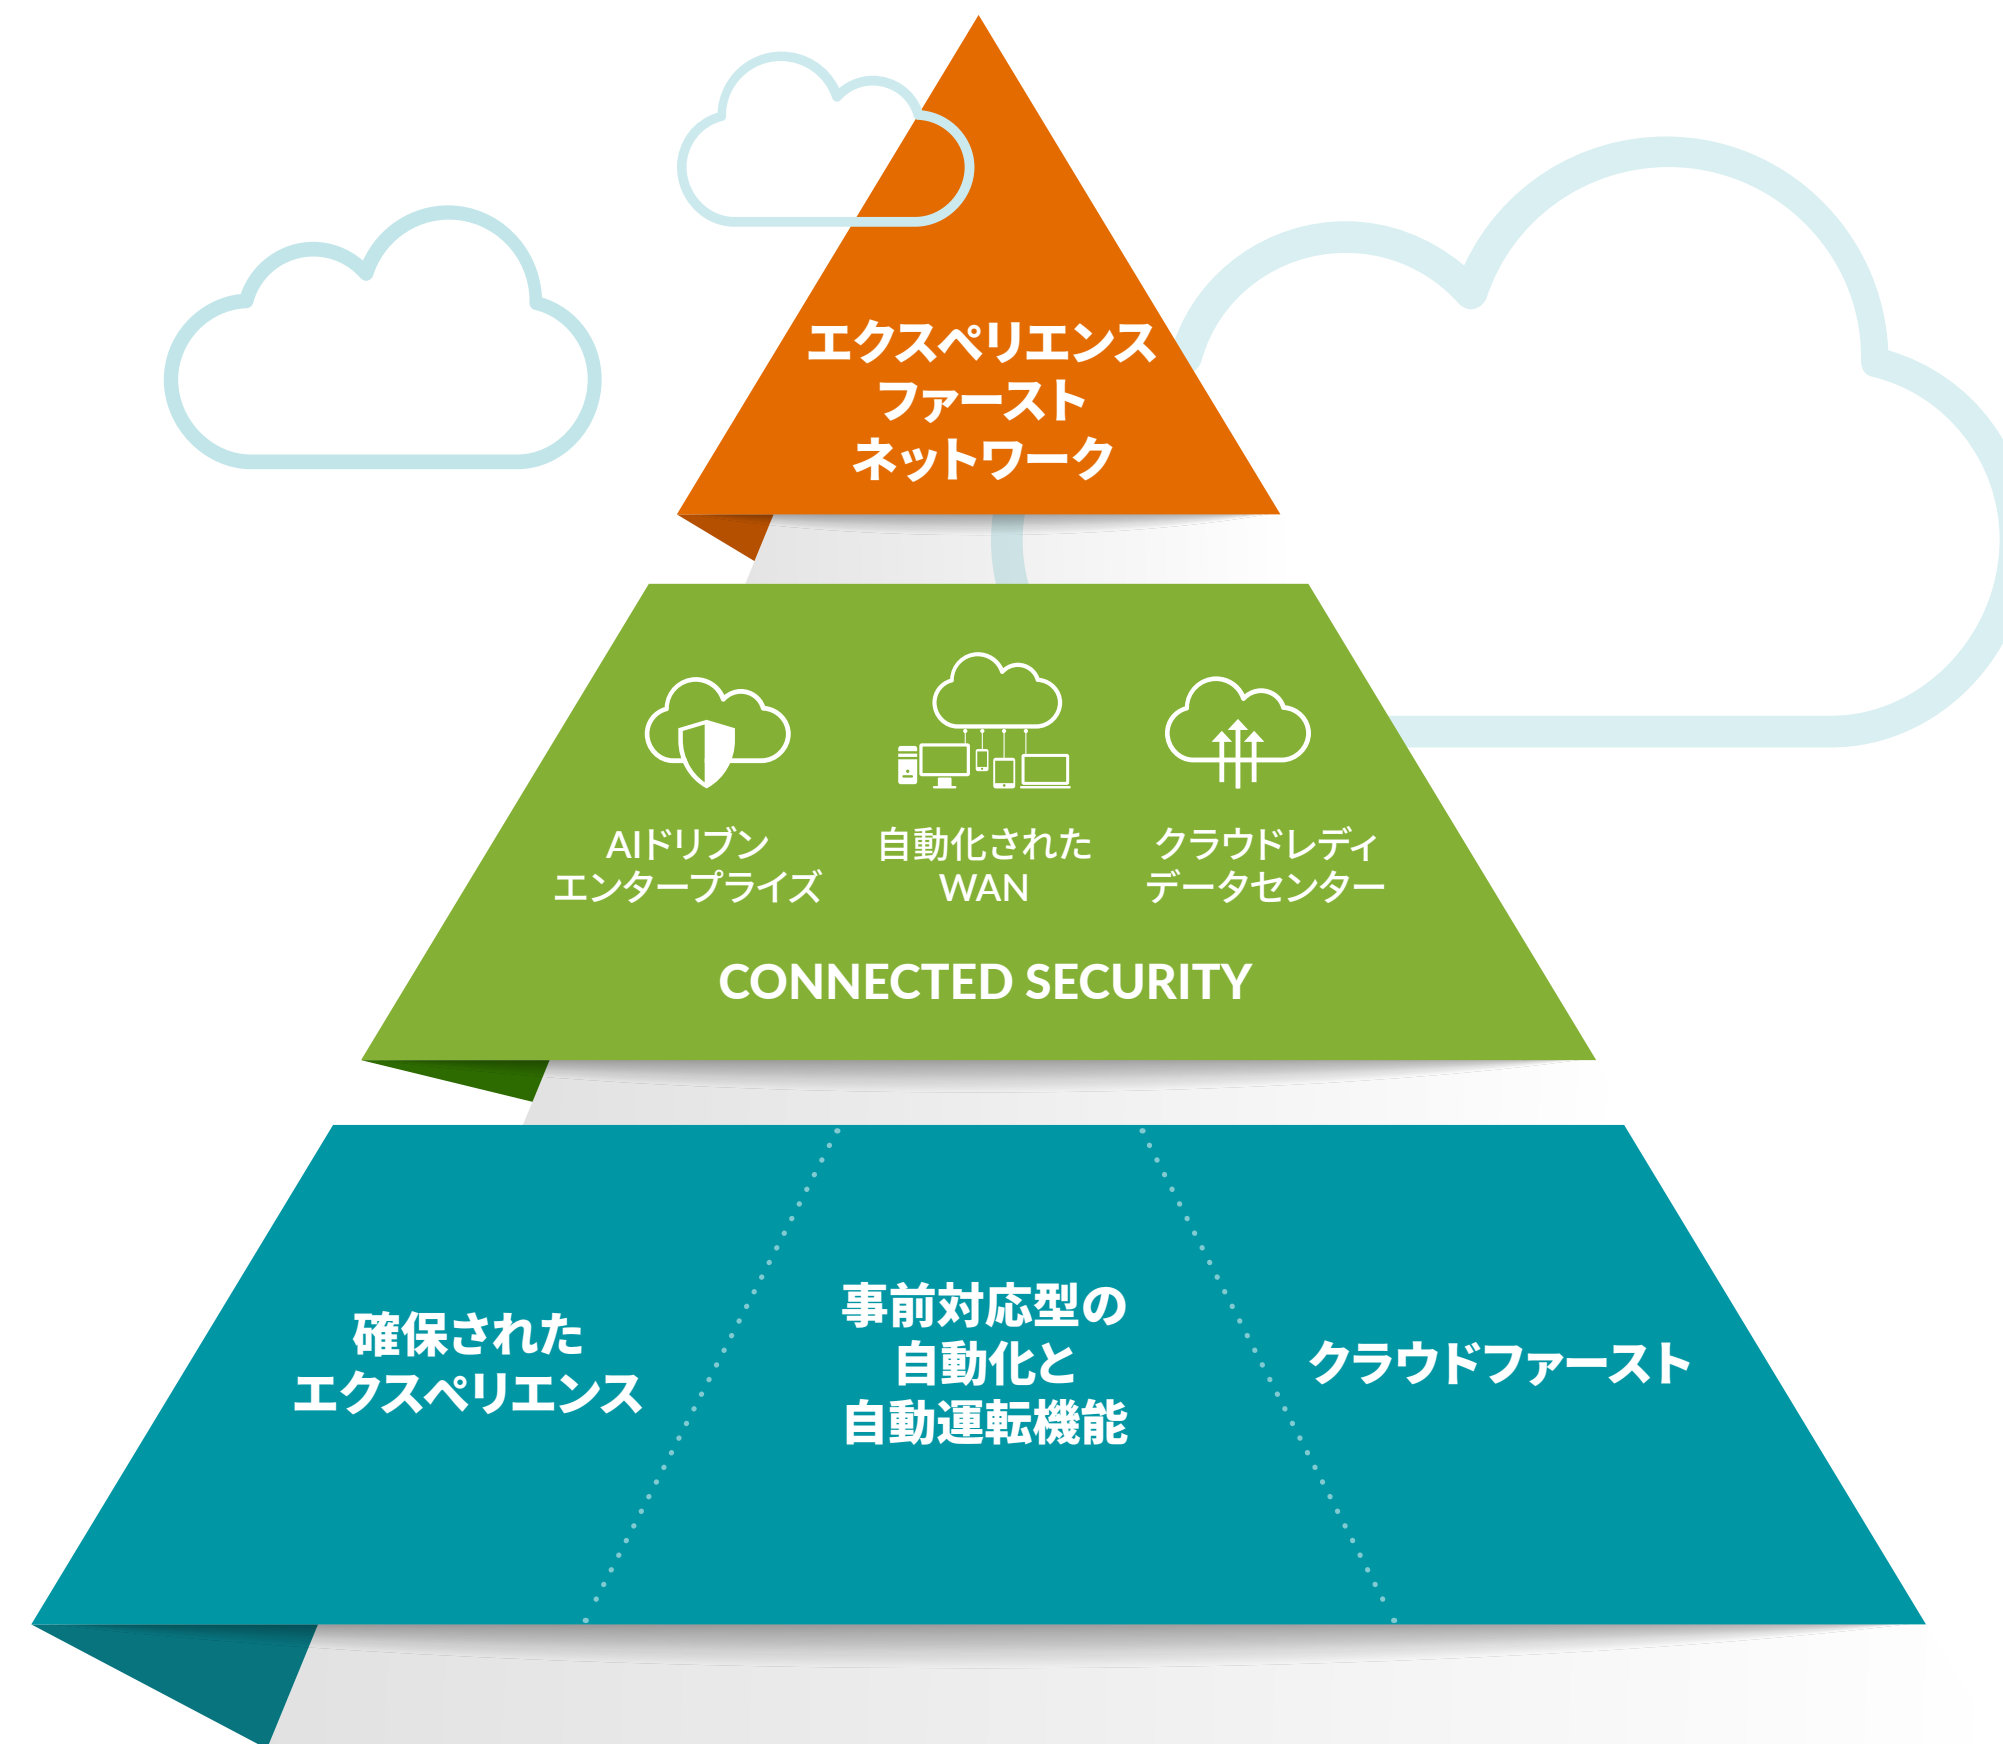 エクスペリエンス
ファースト
ネットワーク
AIドリブン
エンタープライズ
自動化された
WAN
クラウドレディ
データセンター
CONNECTED SECURITY
確保された
エクスペリエンス
事前対応型の
自動化と
自動運転機能
クラウドファースト